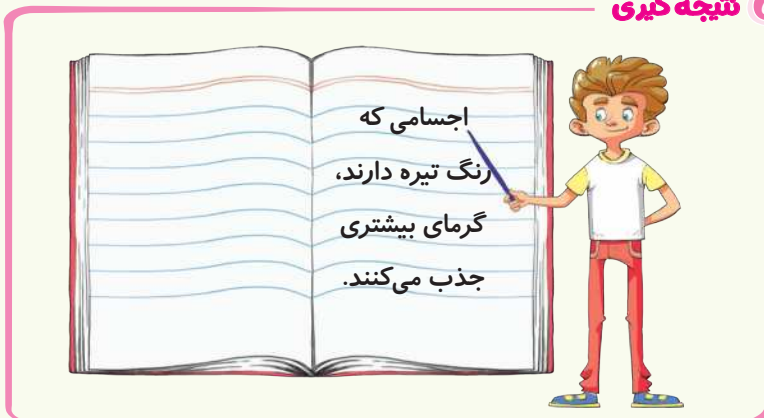 نتیجه گیری
اجسامی که
رنگ تیره دارند،
گرمای بیشتری
جذب می‌کنند.